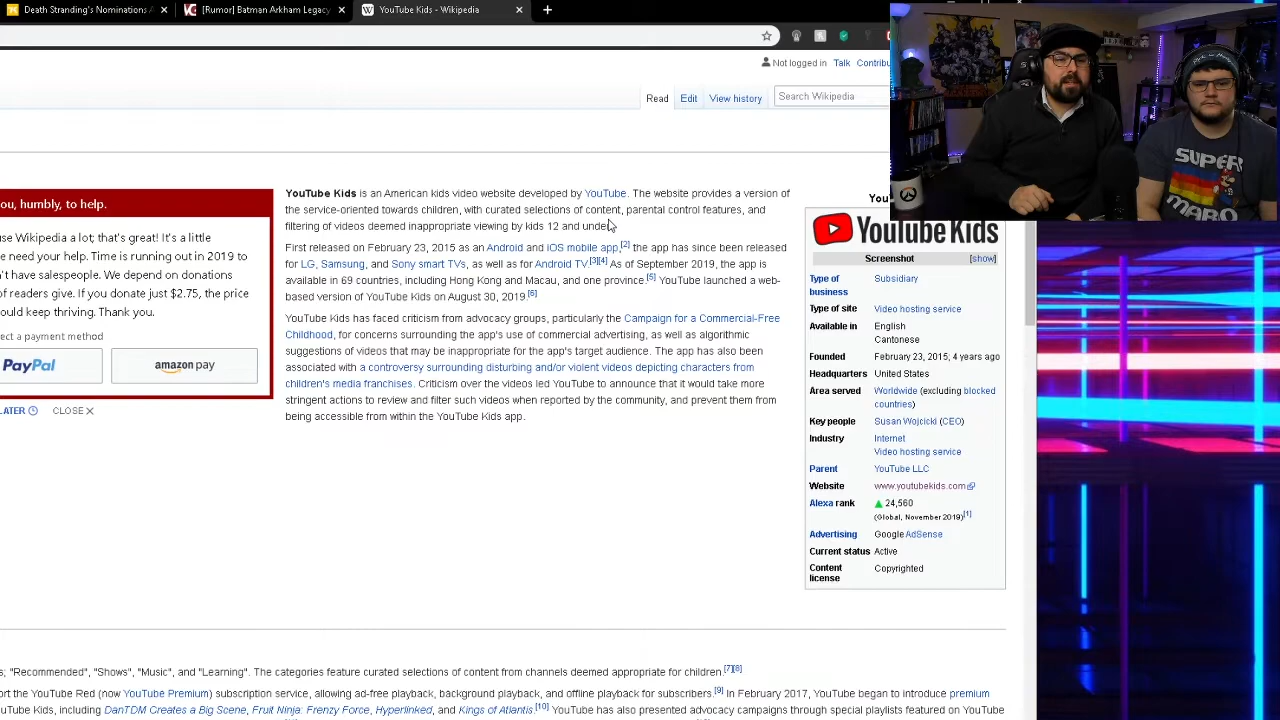 Death Stranding's Nominations
[Rumor] Batman Arkham Legacy
YouTube Kids - Wikipedia
Not logged in Talk
Read Edit View history Search Wikipedia
ou, humbly, to help.
use Wikipedia a lot; that's great! It's a little
need your help. Time is running out in 2019 to
n't have salespeople. We depend on donations
of readers give. If you donate just $2.75, the price
ould keep thriving. Thank you.
ect a payment method
PayPal
amazon pay
LATER CLOSE
YouTube Kids is an American kids video website developed by YouTube. The website provides a version of
the service-oriented towards children, with curated selections of content, parental control features, and
filtering of videos deemed inappropriate viewing by kids 12 and under.
First released on February 23, 2015 as an Android and iOS mobile app,[2] the app has since been released
for LG, Samsung, and Sony smart TVs, as well as for Android TV.[3][4] As of September 2019, the app is
available in 69 countries, including Hong Kong and Macau, and one province.[5] YouTube launched a web-
based version of YouTube Kids on August 30, 2019.[6]
YouTube Kids has faced criticism from advocacy groups, particularly the Campaign for a Commercial-Free
Childhood, for concerns surrounding the app's use of commercial advertising, as well as algorithmic
suggestions of videos that may be inappropriate for the app's target audience. The app has also been
associated with a controversy surrounding disturbing and/or violent videos depicting characters from
children's media franchises. Criticism over the videos led YouTube to announce that it would take more
stringent actions to review and filter such videos when reported by the community, and prevent them from
being accessible from within the YouTube Kids app.
You
YouTube Kids
Screenshot [show]
Type of business Subsidiary
Type of site Video hosting service
Available in English
Cantonese
Founded February 23, 2015; 4 years ago
Headquarters United States
Area served Worldwide (excluding blocked
countries)
Key people Susan Wojcicki (CEO)
Industry Internet
Video hosting service
Parent YouTube LLC
Website www.youtubekids.com
Alexa rank 24,560
(Global, November 2019)[1]
Advertising Google AdSense
Current status Active
Content license Copyrighted
s; "Recommended", "Shows", "Music", and "Learning". The categories feature curated selections of content from channels deemed appropriate for children.[7][8]
ort the YouTube Red (now YouTube Premium) subscription service, allowing ad-free playback, background playback, and offline playback for subscribers.[9] In February 2017, YouTube began to introduce premium
uTube Kids, including DanTDM Creates a Big Scene, Fruit Ninja: Frenzy Force, Hyperlinked, and Kings of Atlantis.[10] YouTube has also presented advocacy campaigns through special playlists featured on YouTube
SUPER
MARIO